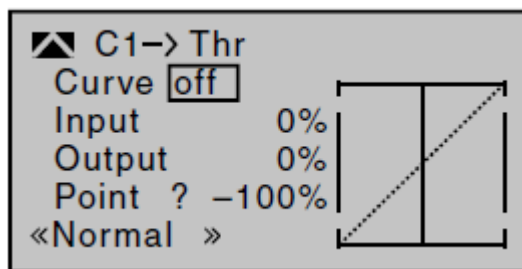 C1–> Thr
Curve off
Input 0%
Output 0%
Point ? –100%
«Normal »